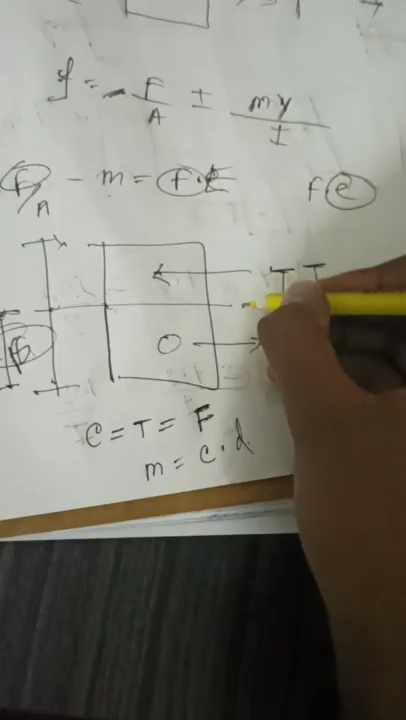 f = - F/A ± my/I
F/A - m = F·E F e
T T
C = T = F
m = c · d